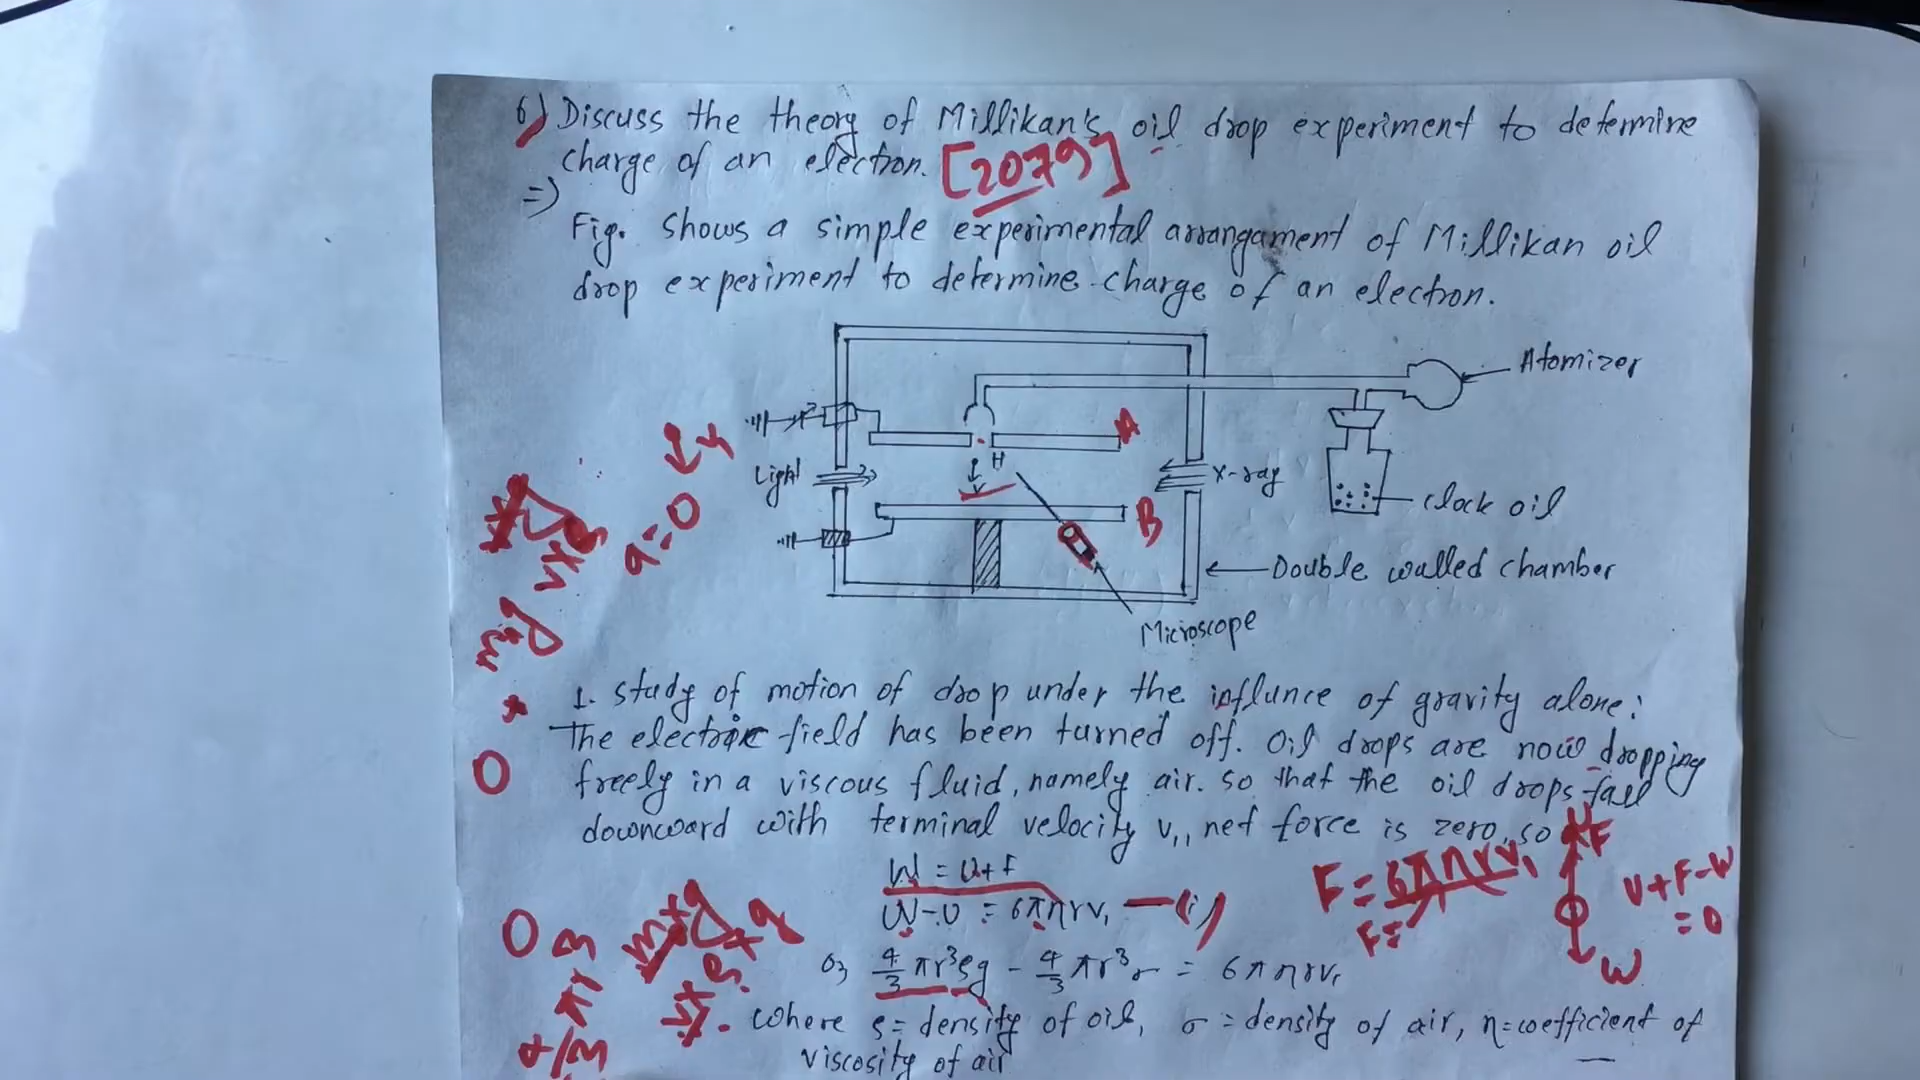 6) Discuss the theory of Millikan's oil drop experiment to determine
charge of an electron. [2079]
=)
Fig. shows a simple experimental arrangament of Millikan oil
drop experiment to determine charge of an electron.
Atomizer
A
H
Light
X-ray
clock oil
B
Double walled chamber
Microscope
a=0
1. study of motion of drop under the influnce of gravity alone:
The electric field has been turned off. Oil drops are now dropping
freely in a viscous fluid, namely air. so that the oil drops fall
downward with terminal velocity v₁, net force is zero, so
W = U+F
W-U = 6πηrv₁ —(i)
F = 6πηrv₁
F=
U+F-W
=0
W
or 4/3 πr³ρg - 4/3 πr³σ = 6πηrv₁
where ρ = density of oil, σ = density of air, η=coefficient of
viscosity of air